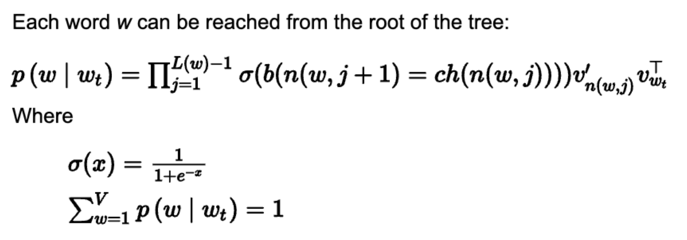 Each word w can be reached from the root of the tree:
p(w | w_t) = ∏_{j=1}^{L(w)−1} σ(b(n(w, j + 1) = ch(n(w, j))))v′_{n(w,j)} v_{w_t}^⊤
Where
σ(x) = \frac{1}{1+e^{−x}}
∑_{w=1}^{V} p(w | w_t) = 1